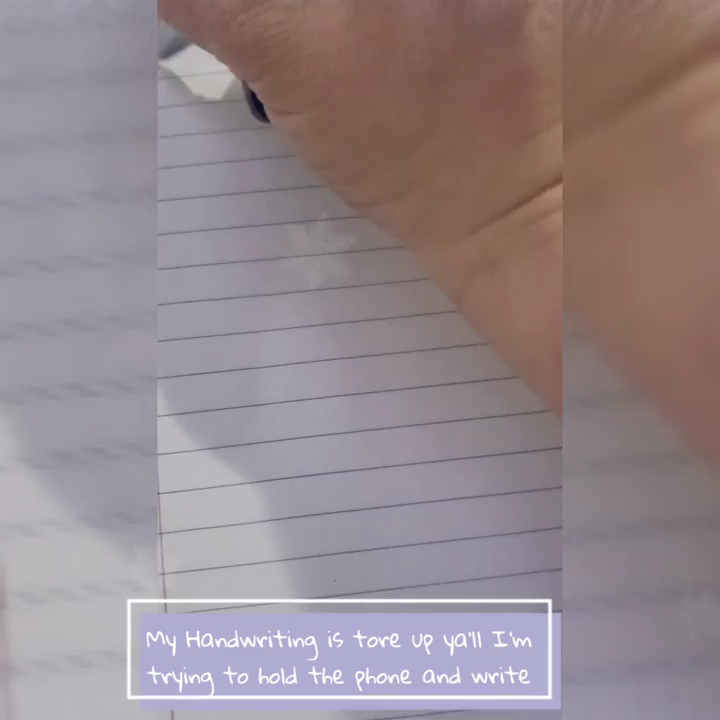 My Handwriting is tore up ya'll I'm
trying to hold the phone and write